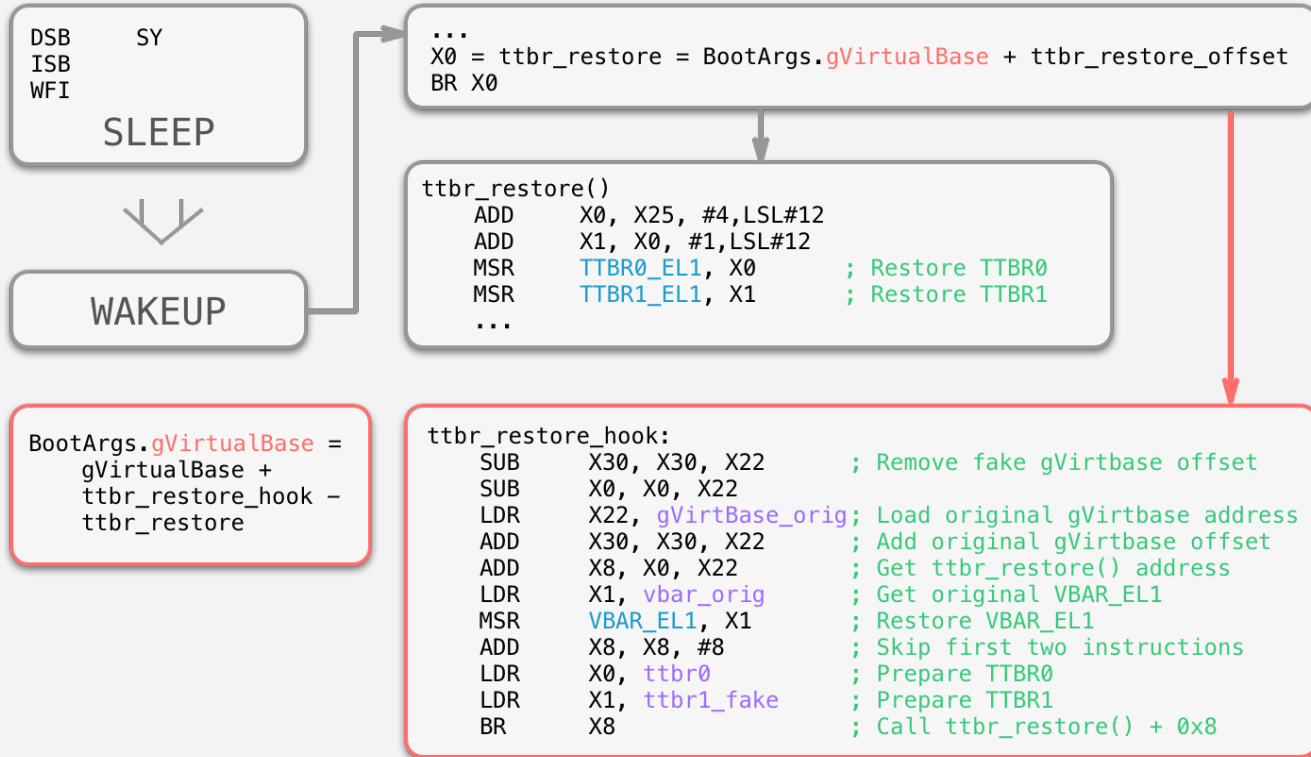 DSB SY
ISB
WFI
SLEEP
WAKEUP
...
X0 = ttbr_restore = BootArgs.gVirtualBase + ttbr_restore_offset
BR X0
ttbr_restore()
ADD X0, X25, #4,LSL#12
ADD X1, X0, #1,LSL#12
MSR TTBR0_EL1, X0 ; Restore TTBR0
MSR TTBR1_EL1, X1 ; Restore TTBR1
...
BootArgs.gVirtualBase =
gVirtualBase +
ttbr_restore_hook –
ttbr_restore
ttbr_restore_hook:
SUB X30, X30, X22 ; Remove fake gVirtbase offset
SUB X0, X0, X22
LDR X22, gVirtBase_orig; Load original gVirtbase address
ADD X30, X30, X22 ; Add original gVirtbase offset
ADD X8, X0, X22 ; Get ttbr_restore() address
LDR X1, vbar_orig ; Get original VBAR_EL1
MSR VBAR_EL1, X1 ; Restore VBAR_EL1
ADD X8, X8, #8 ; Skip first two instructions
LDR X0, ttbr0 ; Prepare TTBR0
LDR X1, ttbr1_fake ; Prepare TTBR1
BR X8 ; Call ttbr_restore() + 0x8